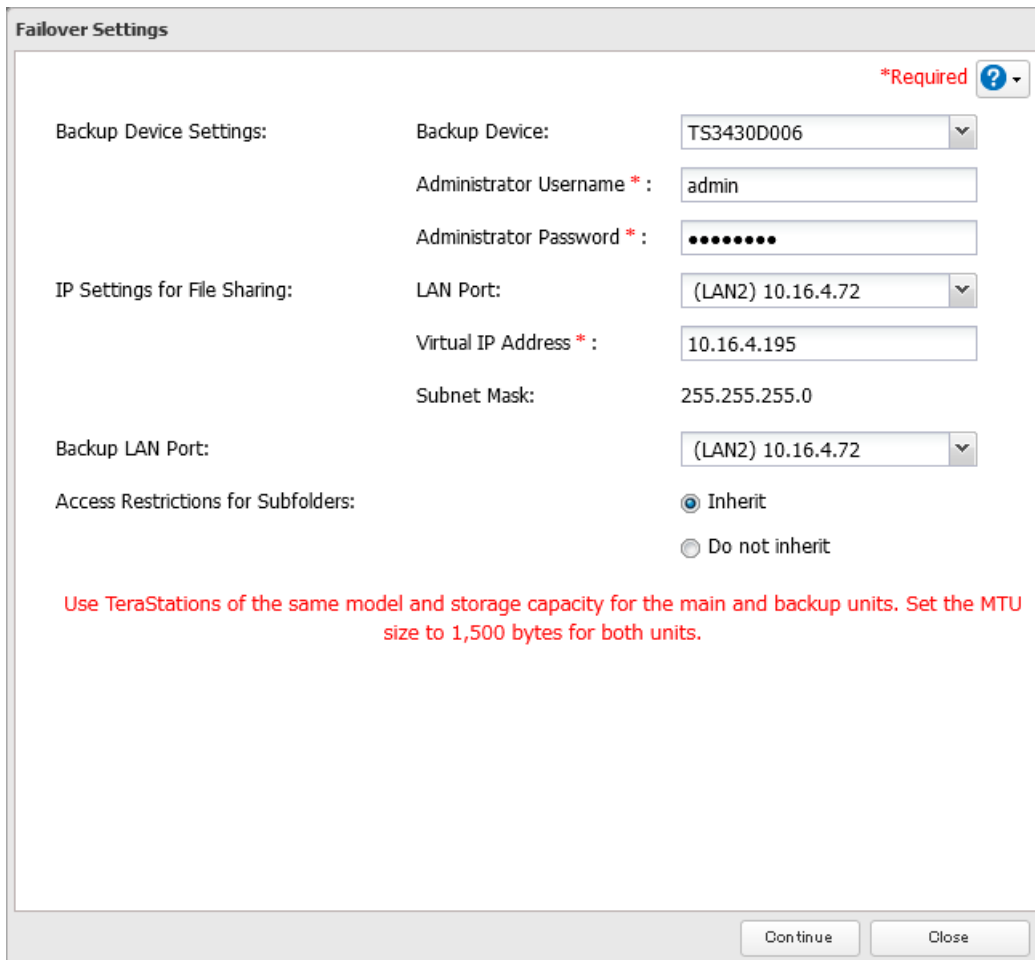 Failover Settings
*Required
Backup Device Settings: Backup Device: TS3430D006
Administrator Username * : admin
Administrator Password * : ••••••••
IP Settings for File Sharing: LAN Port: (LAN2) 10.16.4.72
Virtual IP Address * : 10.16.4.195
Subnet Mask: 255.255.255.0
Backup LAN Port: (LAN2) 10.16.4.72
Access Restrictions for Subfolders: Inherit
Do not inherit
Use TeraStations of the same model and storage capacity for the main and backup units. Set the MTU
size to 1,500 bytes for both units.
Continue Close